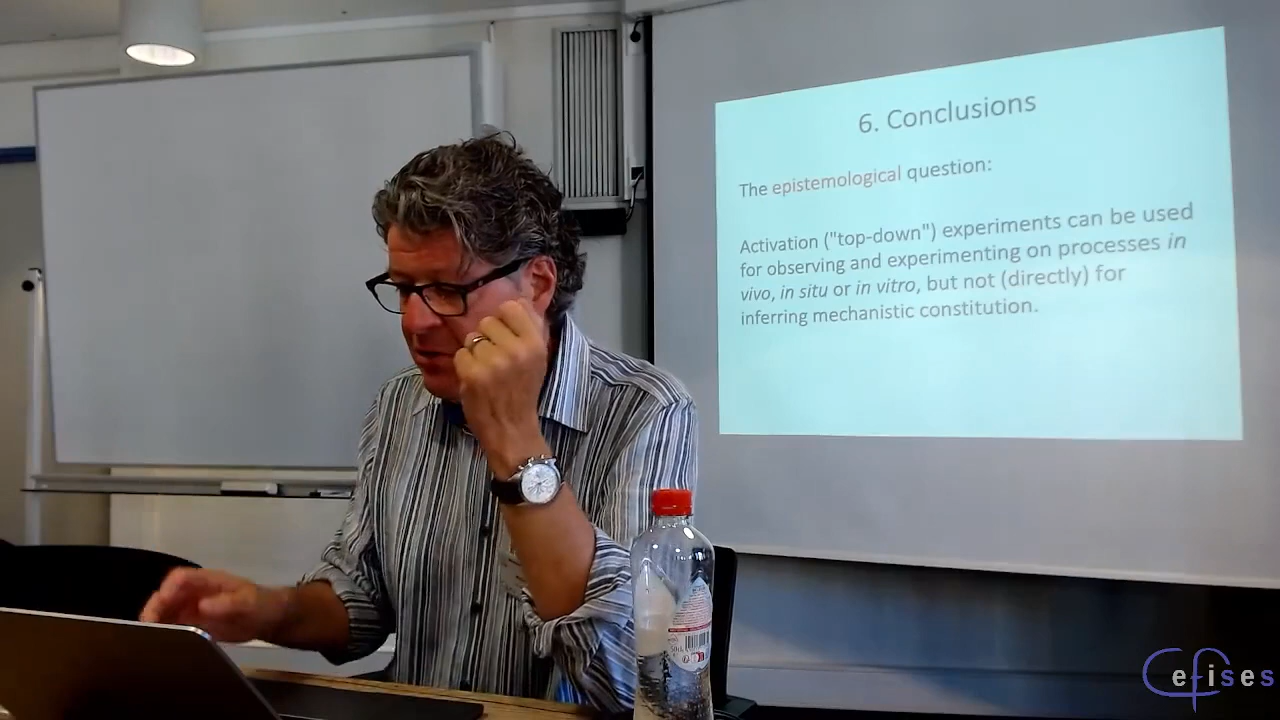 6. Conclusions
The epistemological question:
Activation ("top-down") experiments can be used
for observing and experimenting on processes in
vivo, in situ or in vitro, but not (directly) for
inferring mechanistic constitution.
Cefises